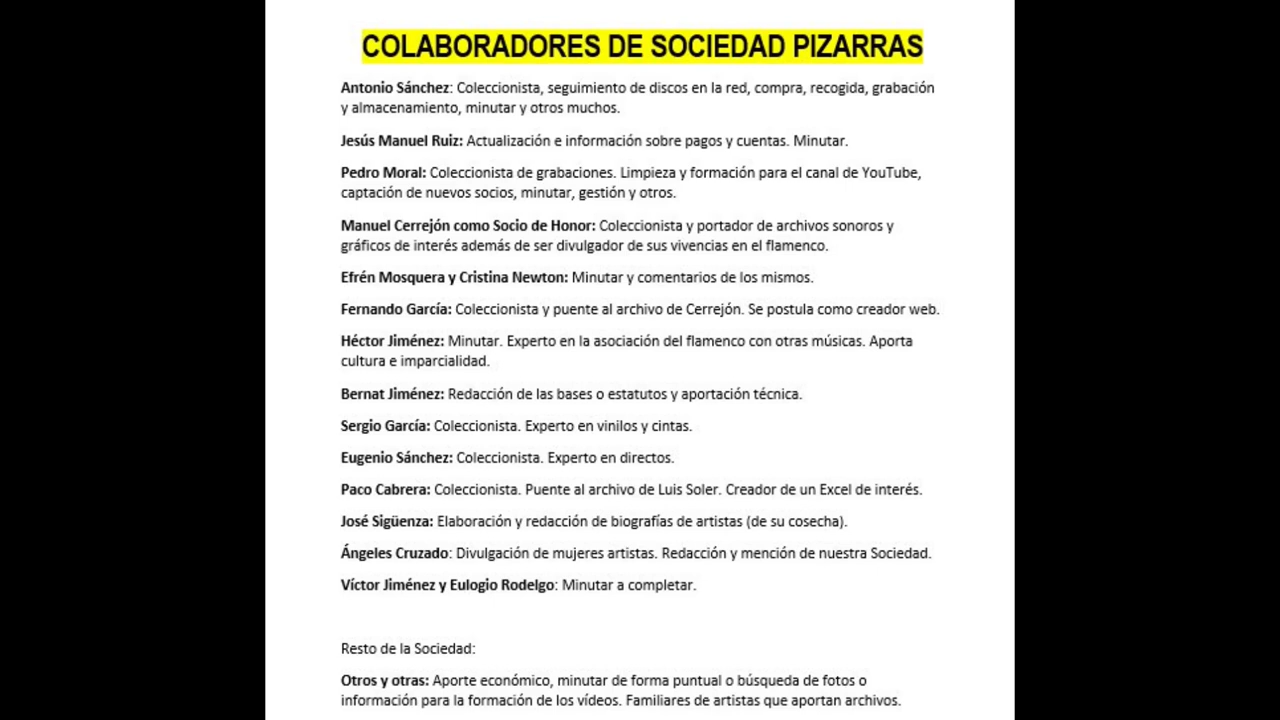 COLABORADORES DE SOCIEDAD PIZARRAS
Antonio Sánchez: Coleccionista, seguimiento de discos en la red, compra, recogida, grabación
y almacenamiento, minutar y otros muchos.
Jesús Manuel Ruiz: Actualización e información sobre pagos y cuentas. Minutar.
Pedro Moral: Coleccionista de grabaciones. Limpieza y formación para el canal de YouTube,
captación de nuevos socios, minutar, gestión y otros.
Manuel Cerrejón como Socio de Honor: Coleccionista y portador de archivos sonoros y
gráficos de interés además de ser divulgador de sus vivencias en el flamenco.
Efrén Mosquera y Cristina Newton: Minutar y comentarios de los mismos.
Fernando García: Coleccionista y puente al archivo de Cerrejón. Se postula como creador web.
Héctor Jiménez: Minutar. Experto en la asociación del flamenco con otras músicas. Aporta
cultura e imparcialidad.
Bernat Jiménez: Redacción de las bases o estatutos y aportación técnica.
Sergio García: Coleccionista. Experto en vinilos y cintas.
Eugenio Sánchez: Coleccionista. Experto en directos.
Paco Cabrera: Coleccionista. Puente al archivo de Luis Soler. Creador de un Excel de interés.
José Sigüenza: Elaboración y redacción de biografías de artistas (de su cosecha).
Ángeles Cruzado: Divulgación de mujeres artistas. Redacción y mención de nuestra Sociedad.
Víctor Jiménez y Eulogio Rodelgo: Minutar a completar.
Resto de la Sociedad:
Otros y otras: Aporte económico, minutar de forma puntual o búsqueda de fotos o
información para la formación de los vídeos. Familiares de artistas que aportan archivos.